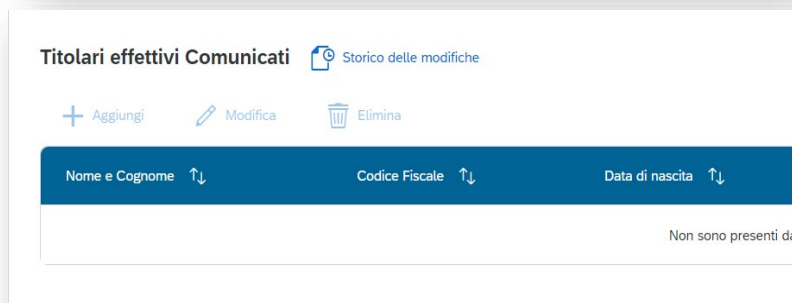 Titolari effettivi Comunicati Storico delle modifiche
Aggiungi Modifica Elimina
Nome e Cognome Codice Fiscale Data di nascita
Non sono presenti